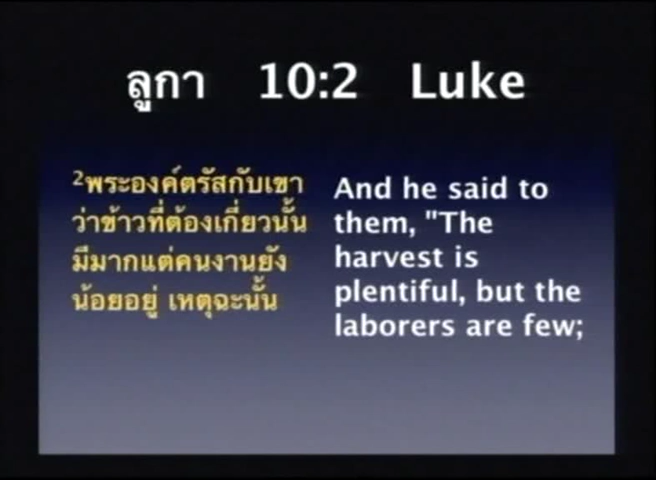 ลูกา 10:2 Luke
²พระองค์ตรัสกับเขา
ว่าข้าวที่ต้องเกี่ยวนั้น
มีมากแต่คนงานยัง
น้อยอยู่ เหตุฉะนั้น
And he said to
them, "The
harvest is
plentiful, but the
laborers are few;